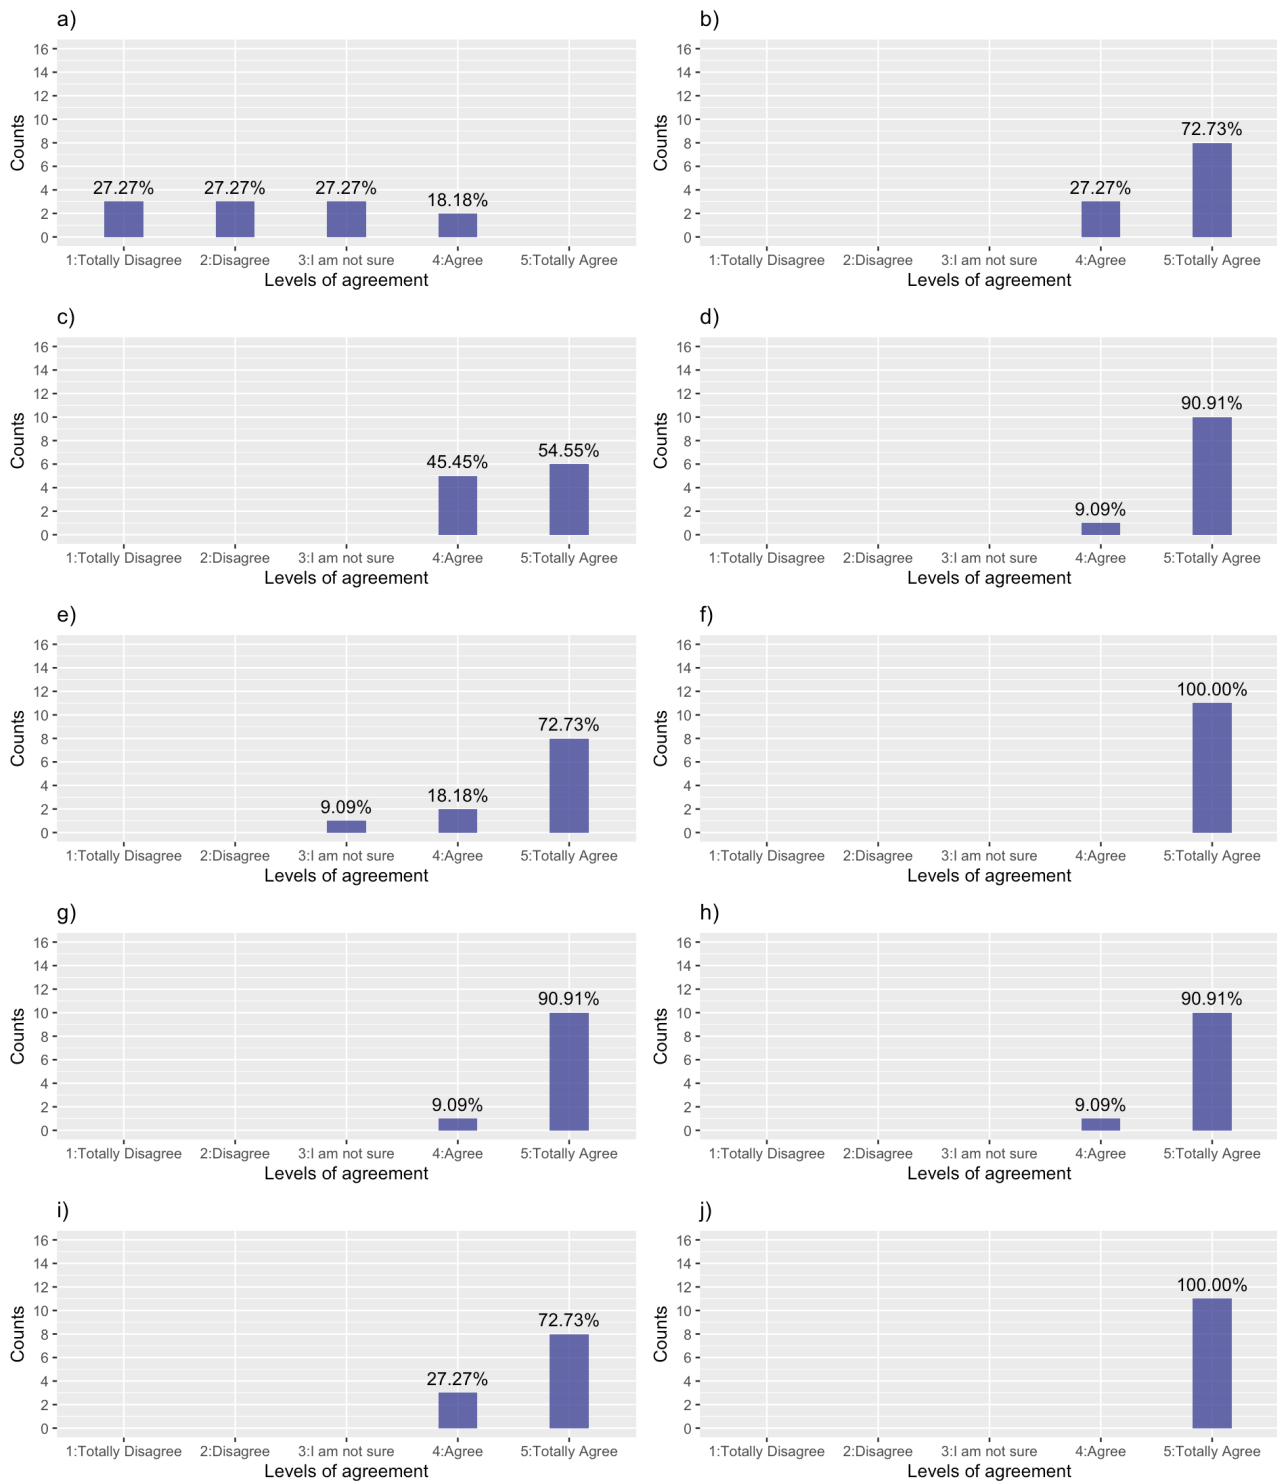 a)
16
14
12
10
8
6
4
2
0
Counts
27.27%
27.27%
27.27%
18.18%
1:Totally Disagree 2:Disagree 3:I am not sure 4:Agree 5:Totally Agree
Levels of agreement
b)
16
14
12
10
8
6
4
2
0
Counts
27.27%
72.73%
1:Totally Disagree 2:Disagree 3:I am not sure 4:Agree 5:Totally Agree
Levels of agreement
c)
16
14
12
10
8
6
4
2
0
Counts
45.45%
54.55%
1:Totally Disagree 2:Disagree 3:I am not sure 4:Agree 5:Totally Agree
Levels of agreement
d)
16
14
12
10
8
6
4
2
0
Counts
9.09%
90.91%
1:Totally Disagree 2:Disagree 3:I am not sure 4:Agree 5:Totally Agree
Levels of agreement
e)
16
14
12
10
8
6
4
2
0
Counts
9.09%
18.18%
72.73%
1:Totally Disagree 2:Disagree 3:I am not sure 4:Agree 5:Totally Agree
Levels of agreement
f)
16
14
12
10
8
6
4
2
0
Counts
100.00%
1:Totally Disagree 2:Disagree 3:I am not sure 4:Agree 5:Totally Agree
Levels of agreement
g)
16
14
12
10
8
6
4
2
0
Counts
9.09%
90.91%
1:Totally Disagree 2:Disagree 3:I am not sure 4:Agree 5:Totally Agree
Levels of agreement
h)
16
14
12
10
8
6
4
2
0
Counts
9.09%
90.91%
1:Totally Disagree 2:Disagree 3:I am not sure 4:Agree 5:Totally Agree
Levels of agreement
i)
16
14
12
10
8
6
4
2
0
Counts
27.27%
72.73%
1:Totally Disagree 2:Disagree 3:I am not sure 4:Agree 5:Totally Agree
Levels of agreement
j)
16
14
12
10
8
6
4
2
0
Counts
100.00%
1:Totally Disagree 2:Disagree 3:I am not sure 4:Agree 5:Totally Agree
Levels of agreement